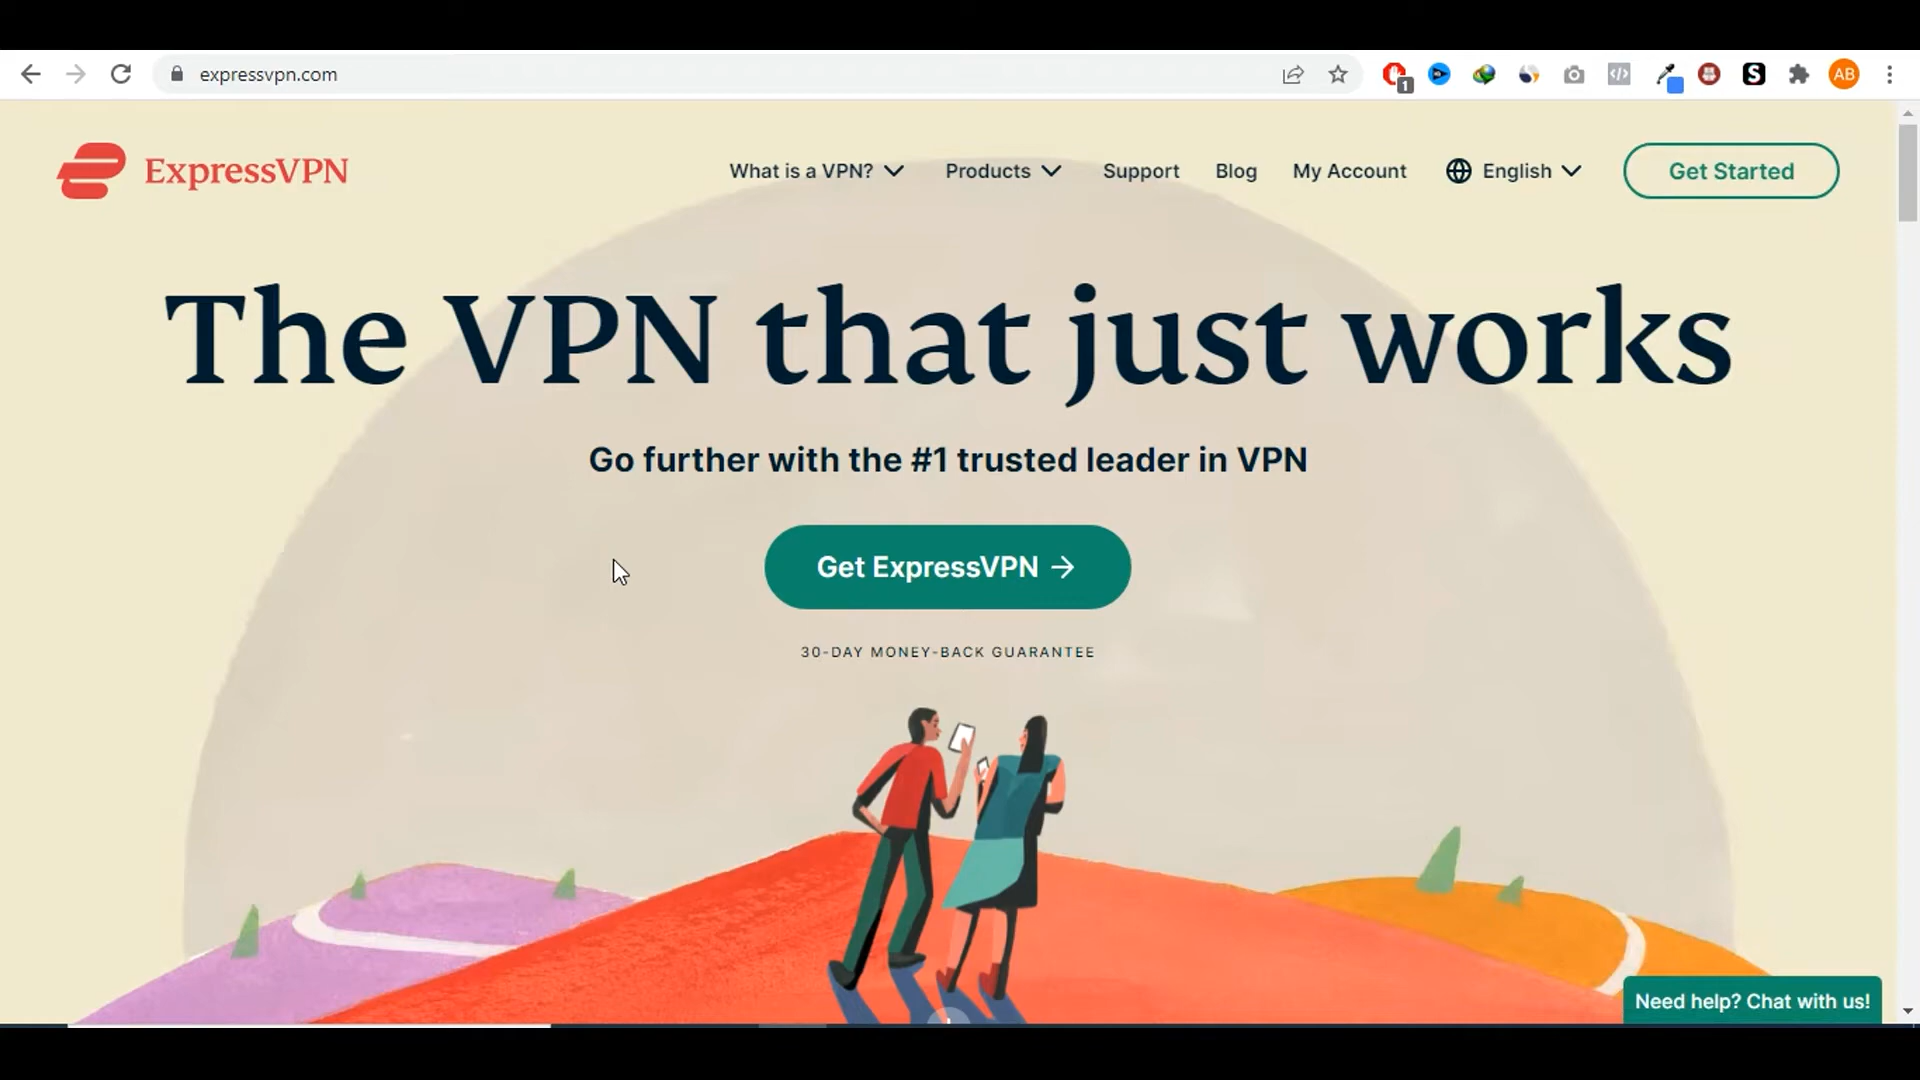 expressvpn.com
1
S
AB
ExpressVPN
What is a VPN?
Products
Support
Blog
My Account
English
Get Started
The VPN that just works
Go further with the #1 trusted leader in VPN
Get ExpressVPN →
30-DAY MONEY-BACK GUARANTEE
Need help? Chat with us!